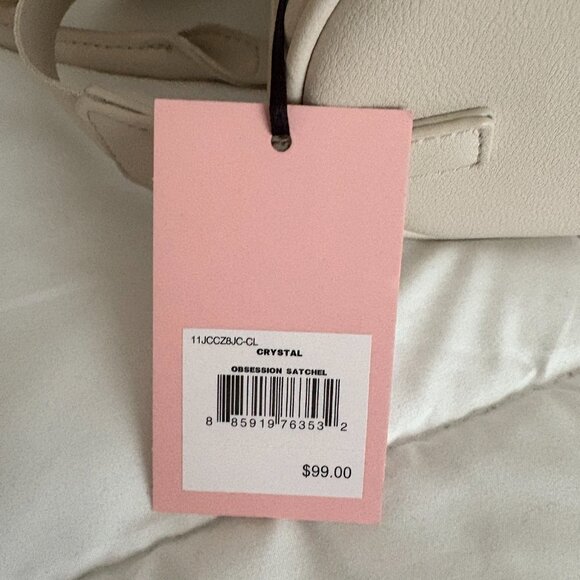 11JCCZ8JC-CL
CRYSTAL
OBSESSION SATCHEL
8 85919 76353 2
$99.00